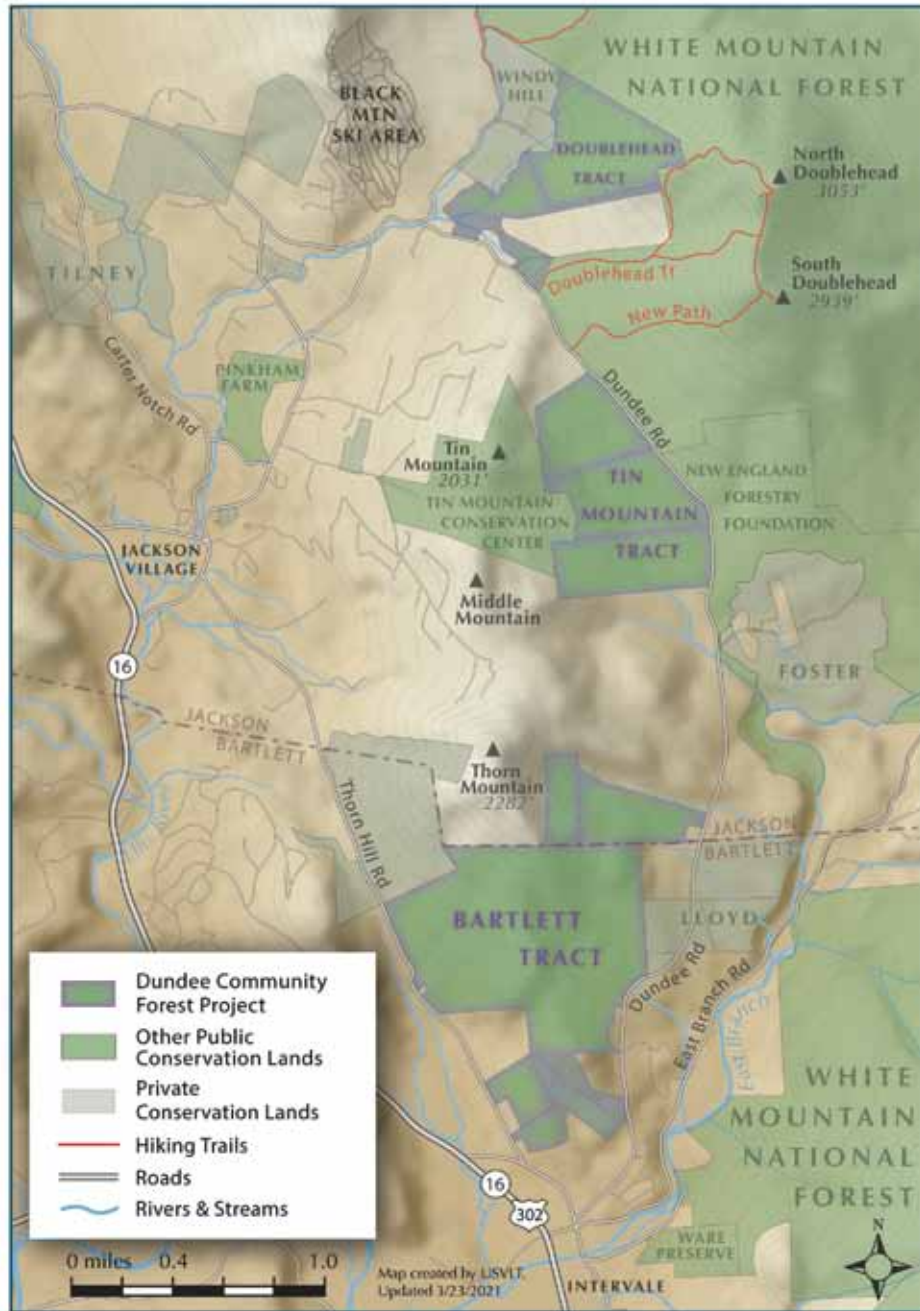 WHITE MOUNTAIN
NATIONAL FOREST
WINDY
HILL
BLACK
MTN
SKI AREA
DOUBLEHEAD
TRACT
North
Doublehead
3053'
South
Doublehead
2939'
TILNEY
Doublehead Tr
New Path
Carter Notch Rd
PINKHAM
FARM
Dundee Rd
Tin
Mountain
2031'
TIN MOUNTAIN
CONSERVATION
CENTER
TIN
MOUNTAIN
TRACT
NEW ENGLAND
FORESTRY
FOUNDATION
JACKSON
VILLAGE
Middle
Mountain
16
FOSTER
JACKSON
BARTLETT
Thorn
Mountain
2282'
Thorn Hill Rd
JACKSON
BARTLETT
BARTLETT
TRACT
LLOYD
Dundee Rd
East Branch Rd
East Branch
Dundee Community
Forest Project
Other Public
Conservation Lands
Private
Conservation Lands
Hiking Trails
Roads
Rivers & Streams
WHITE
MOUNTAIN
NATIONAL
FOREST
16
302
WARE
PRESERVE
N
0 miles 0.4 1.0
Map created by USVLT.
Updated 3/23/2021
INTERVALE